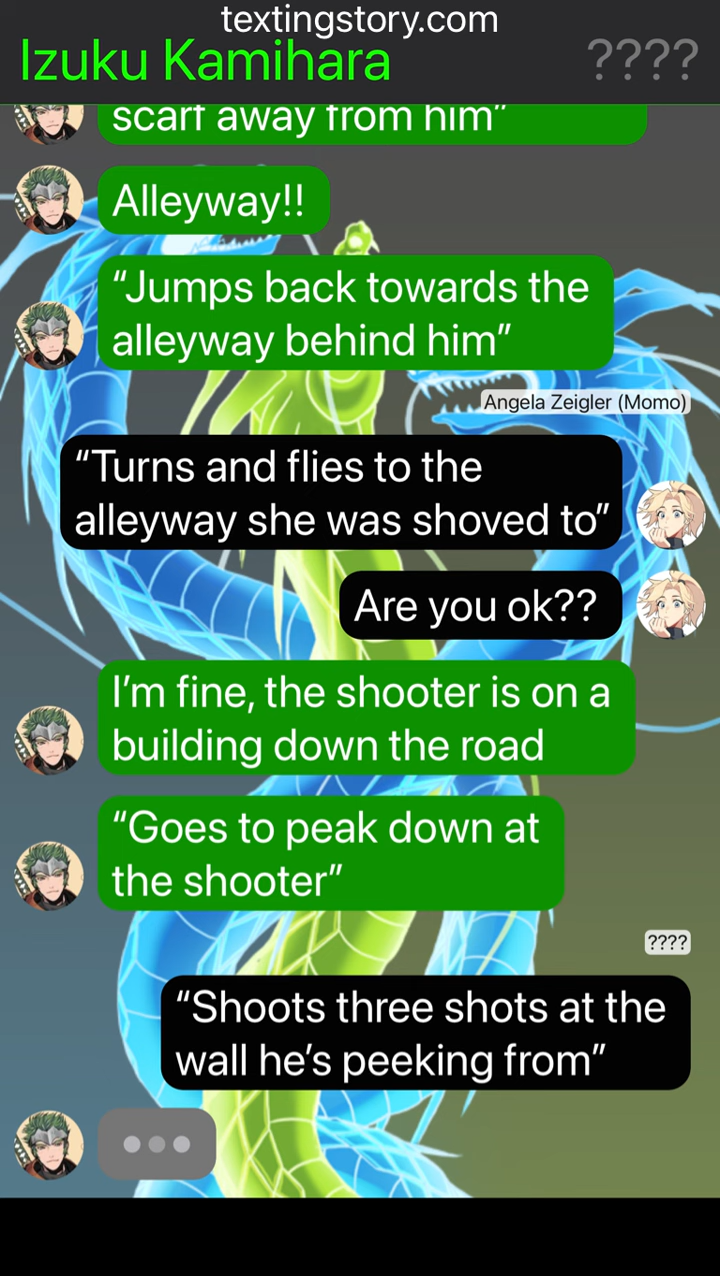 textingstory.com
Izuku Kamihara
????
scarf away from him”
Alleyway!!
“Jumps back towards the
alleyway behind him”
Angela Zeigler (Momo)
“Turns and flies to the
alleyway she was shoved to”
Are you ok??
I’m fine, the shooter is on a
building down the road
“Goes to peak down at
the shooter”
????
“Shoots three shots at the
wall he’s peeking from”